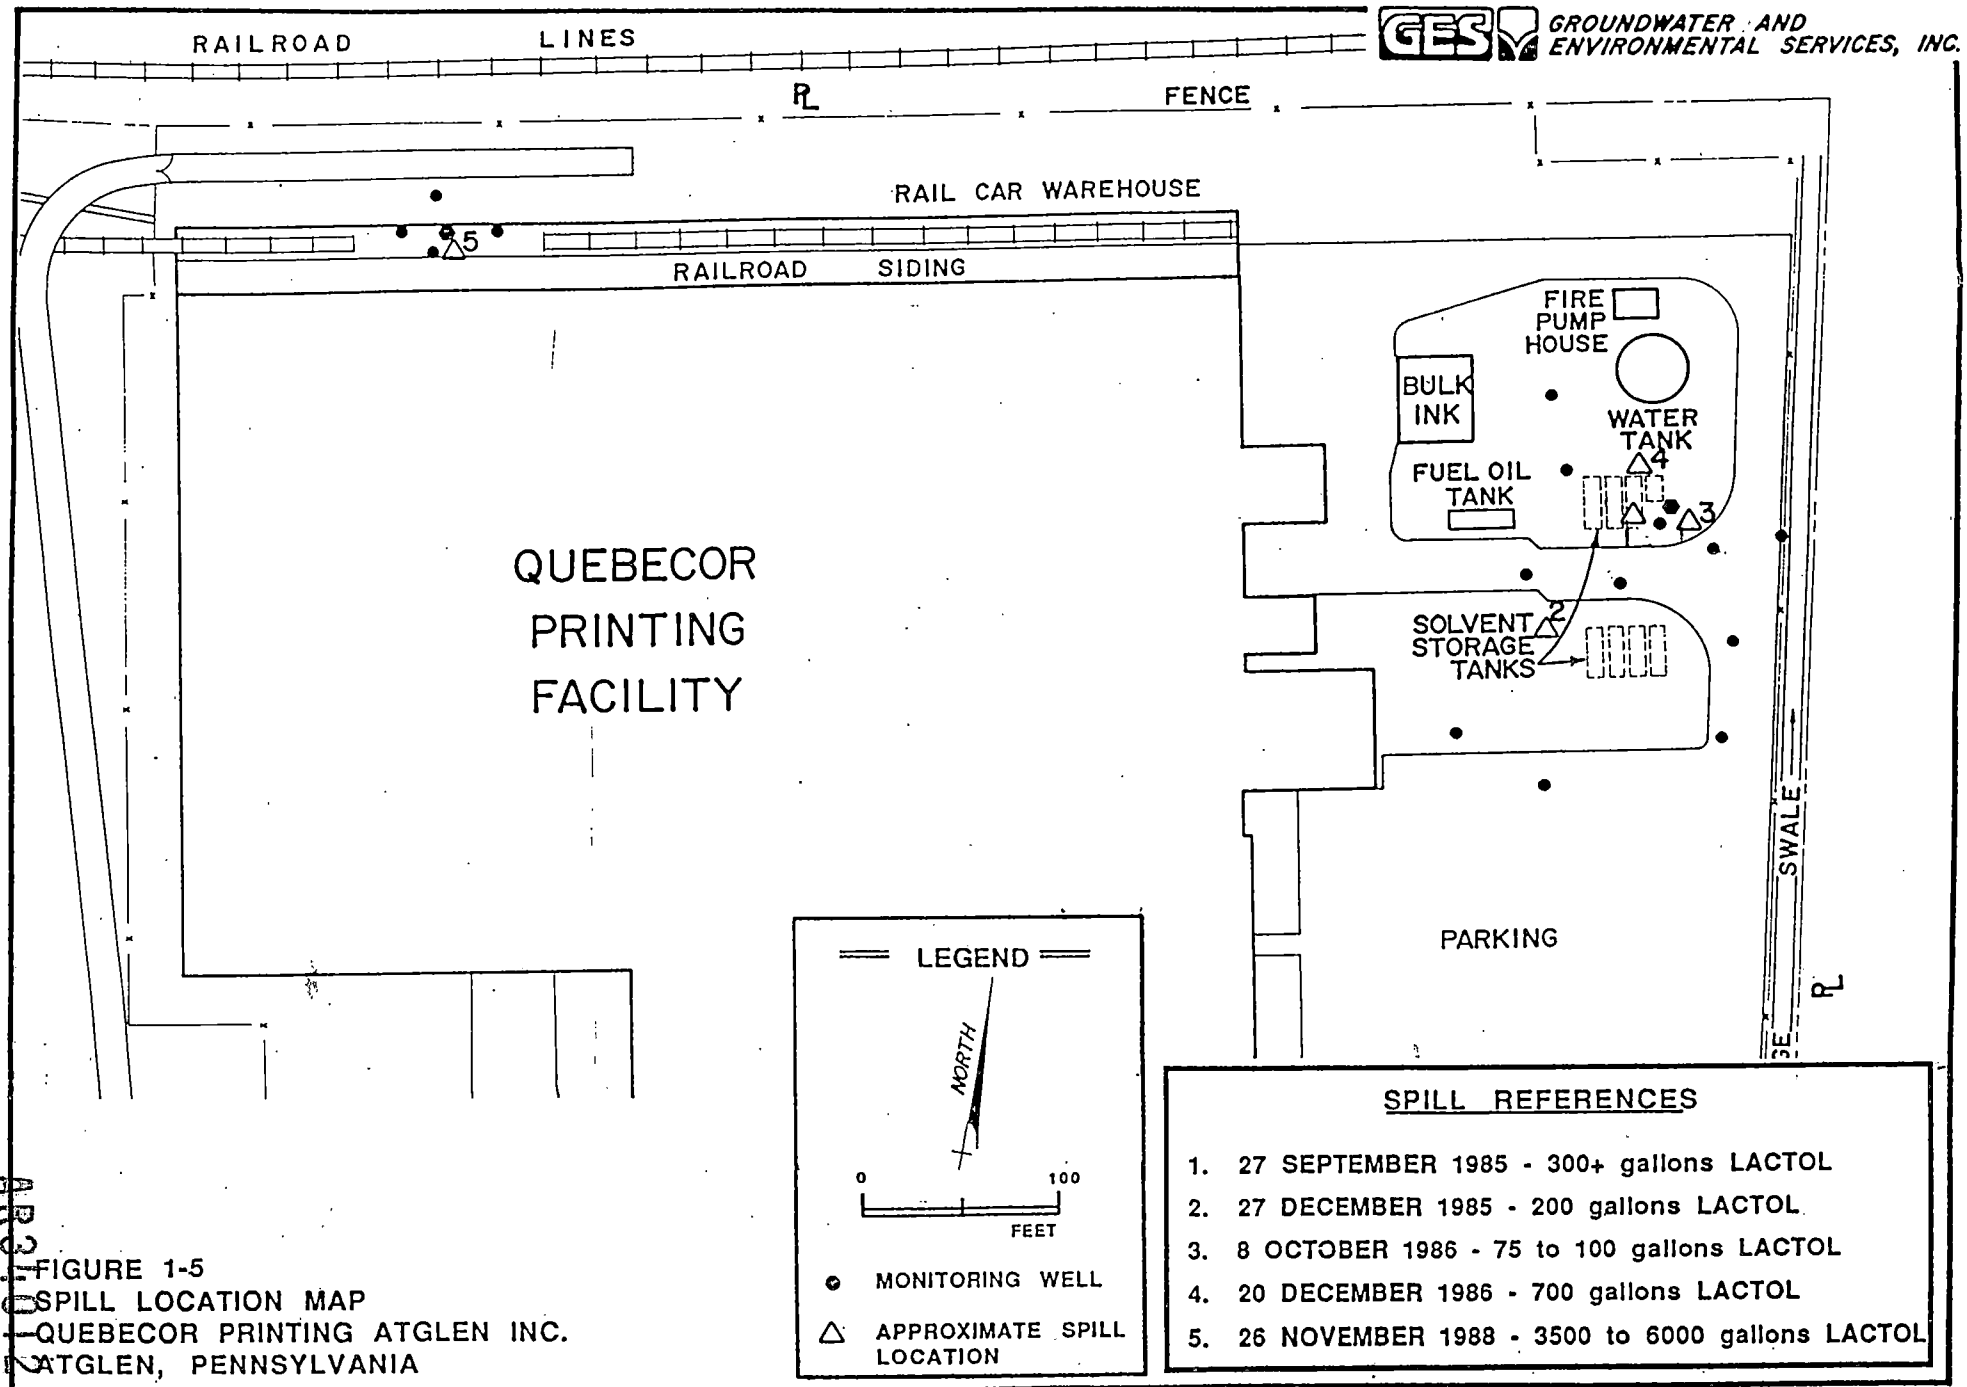 GES
GROUNDWATER AND
ENVIRONMENTAL SERVICES, INC.
RAILROAD LINES
PL
FENCE
RAIL CAR WAREHOUSE
5
RAILROAD SIDING
FIRE
PUMP
HOUSE
BULK
INK
WATER
TANK
4
FUEL OIL
TANK
3
QUEBECOR
PRINTING
FACILITY
2
SOLVENT
STORAGE
TANKS
SWALE
PARKING
PL
LEGEND
NORTH
0 100
FEET
MONITORING WELL
APPROXIMATE SPILL
LOCATION
SPILL REFERENCES
1. 27 SEPTEMBER 1985 - 300+ gallons LACTOL
2. 27 DECEMBER 1985 - 200 gallons LACTOL
3. 8 OCTOBER 1986 - 75 to 100 gallons LACTOL
4. 20 DECEMBER 1986 - 700 gallons LACTOL
5. 26 NOVEMBER 1988 - 3500 to 6000 gallons LACTOL
FIGURE 1-5
SPILL LOCATION MAP
QUEBECOR PRINTING ATGLEN INC.
ATGLEN, PENNSYLVANIA